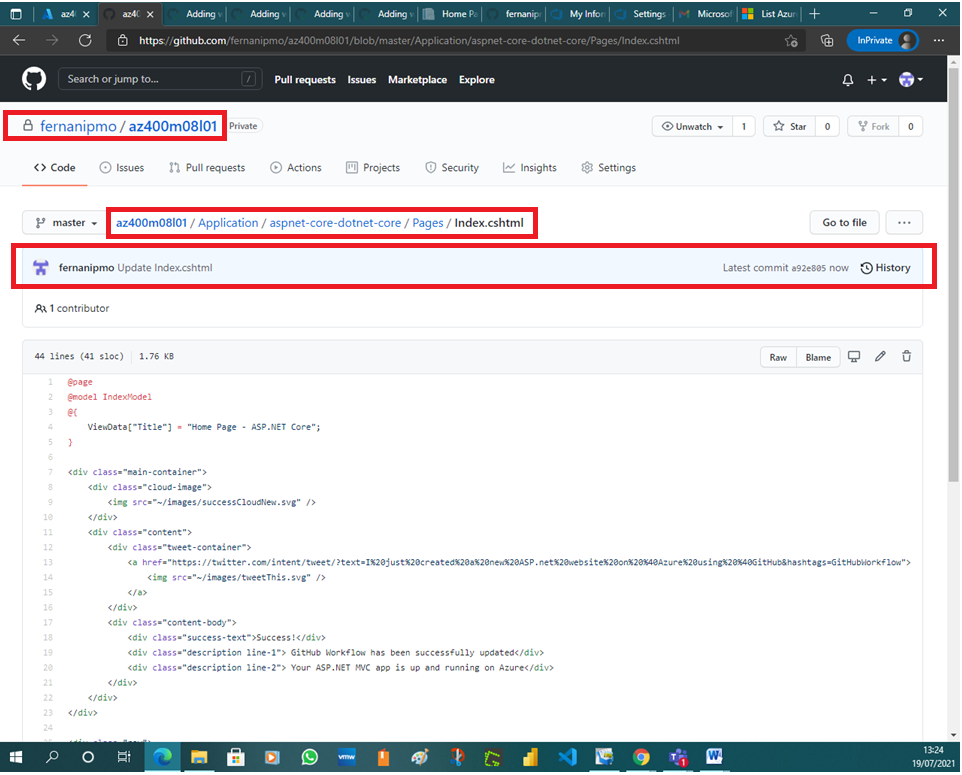 az40
az40
Adding v
Adding v
Adding v
Adding v
Home Pa
fernanip
My Infor
Settings
Microsof
List Azur
https://github.com/fernanipmo/az400m08l01/blob/master/Application/aspnet-core-dotnet-core/Pages/Index.cshtml
InPrivate
Search or jump to... /
Pull requests Issues Marketplace Explore
fernanipmo / az400m08l01 Private
Unwatch 1 Star 0 Fork 0
Code Issues Pull requests Actions Projects Security Insights Settings
master az400m08l01 / Application / aspnet-core-dotnet-core / Pages / Index.cshtml Go to file ...
fernanipmo Update Index.cshtml Latest commit a92e805 now History
1 contributor
44 lines (41 sloc) 1.76 KB Raw Blame
1 @page
2 @model IndexModel
3 @{
4 ViewData["Title"] = "Home Page - ASP.NET Core";
5 }
6
7 <div class="main-container">
8 <div class="cloud-image">
9 <img src="~/images/successCloudNew.svg" />
10 </div>
11 <div class="content">
12 <div class="tweet-container">
13 <a href="https://twitter.com/intent/tweet/?text=I%20just%20created%20a%20new%20ASP.net%20website%20on%20%40Azure%20using%20%40GitHub&hashtags=GitHubWorkflow">
14 <img src="~/images/tweetThis.svg" />
15 </a>
16 </div>
17 <div class="content-body">
18 <div class="success-text">Success!</div>
19 <div class="description line-1"> GitHub Workflow has been successfully updated</div>
20 <div class="description line-2"> Your ASP.NET MVC app is up and running on Azure</div>
21 </div>
22 </div>
23 </div>
24
vmw
1
13:24
19/07/2021